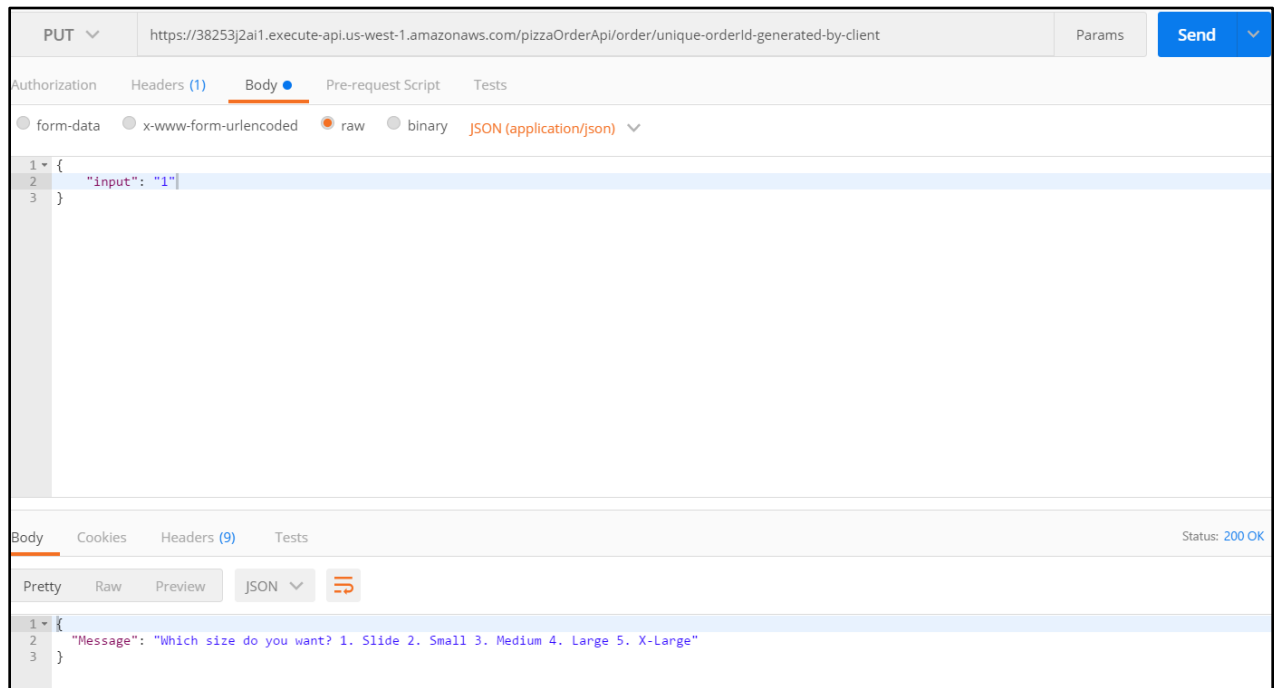 PUT https://38253j2ai1.execute-api.us-west-1.amazonaws.com/pizzaOrderApi/order/unique-orderId-generated-by-client Params Send
Authorization Headers (1) Body Pre-request Script Tests
form-data x-www-form-urlencoded raw binary JSON (application/json)
1 {
2 "input": "1"
3 }
Body Cookies Headers (9) Tests Status: 200 OK
Pretty Raw Preview JSON
1 {
2 "Message": "Which size do you want? 1. Slide 2. Small 3. Medium 4. Large 5. X-Large"
3 }